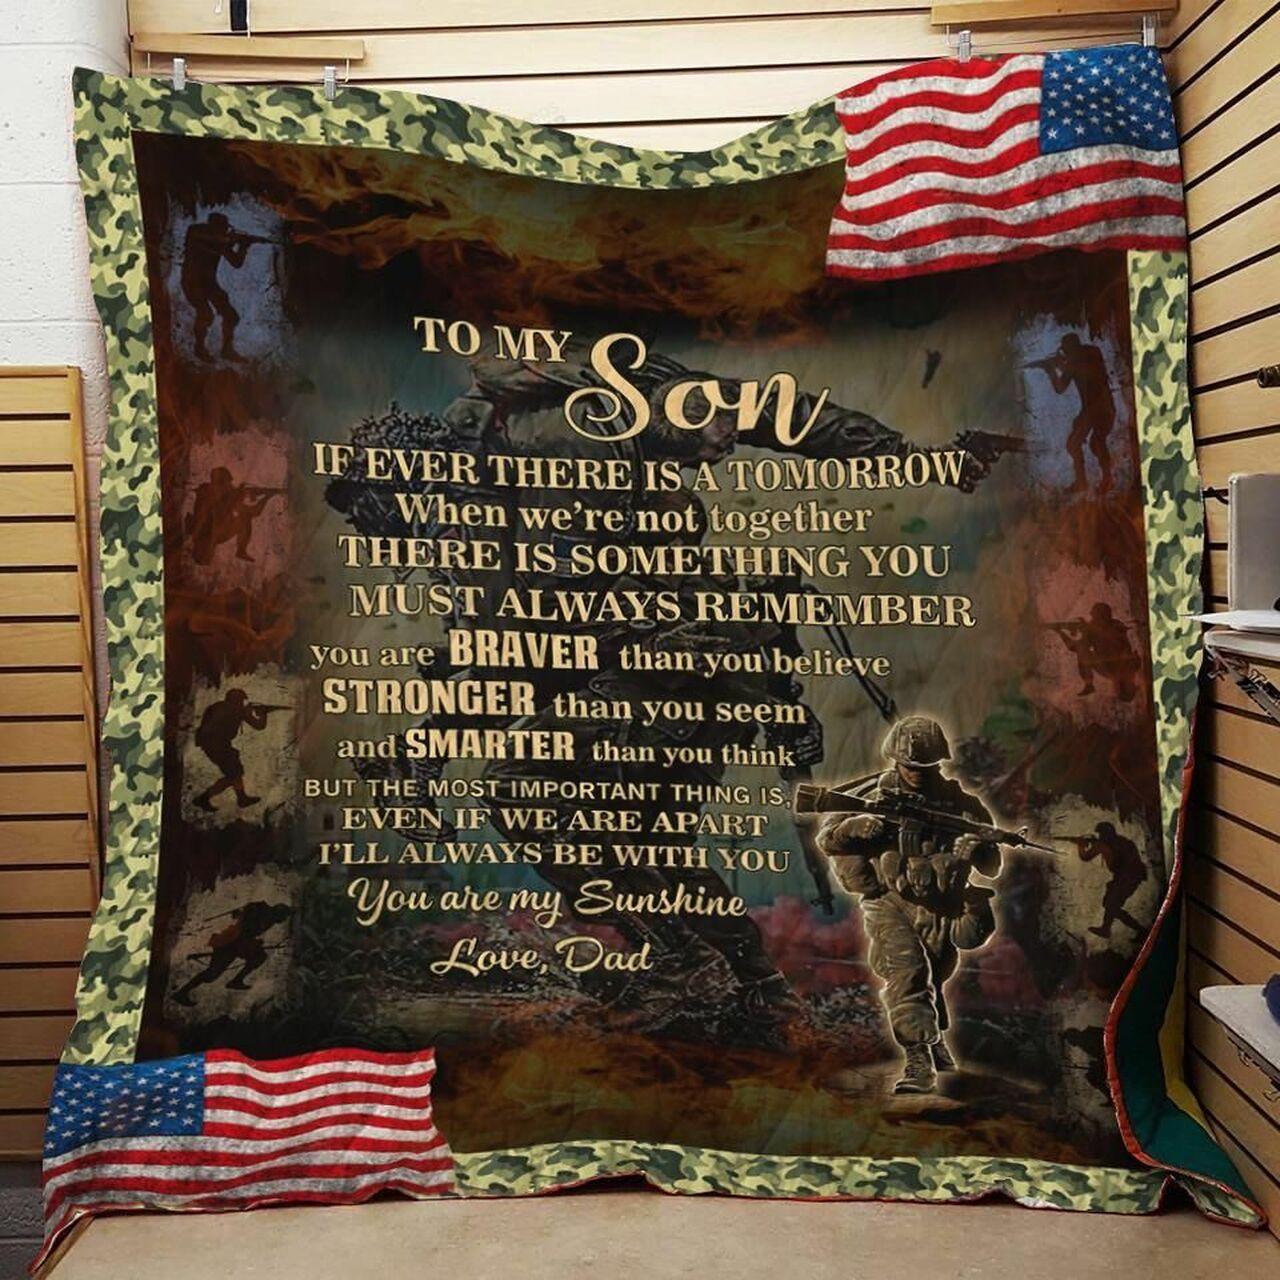 TO MY Son
IF EVER THERE IS A TOMORROW
When we're not together
THERE IS SOMETHING YOU
MUST ALWAYS REMEMBER
you are BRAVER than you believe
STRONGER than you seem
and SMARTER than you think
BUT THE MOST IMPORTANT THING IS,
EVEN IF WE ARE APART
I'LL ALWAYS BE WITH YOU
You are my Sunshine
Love, Dad